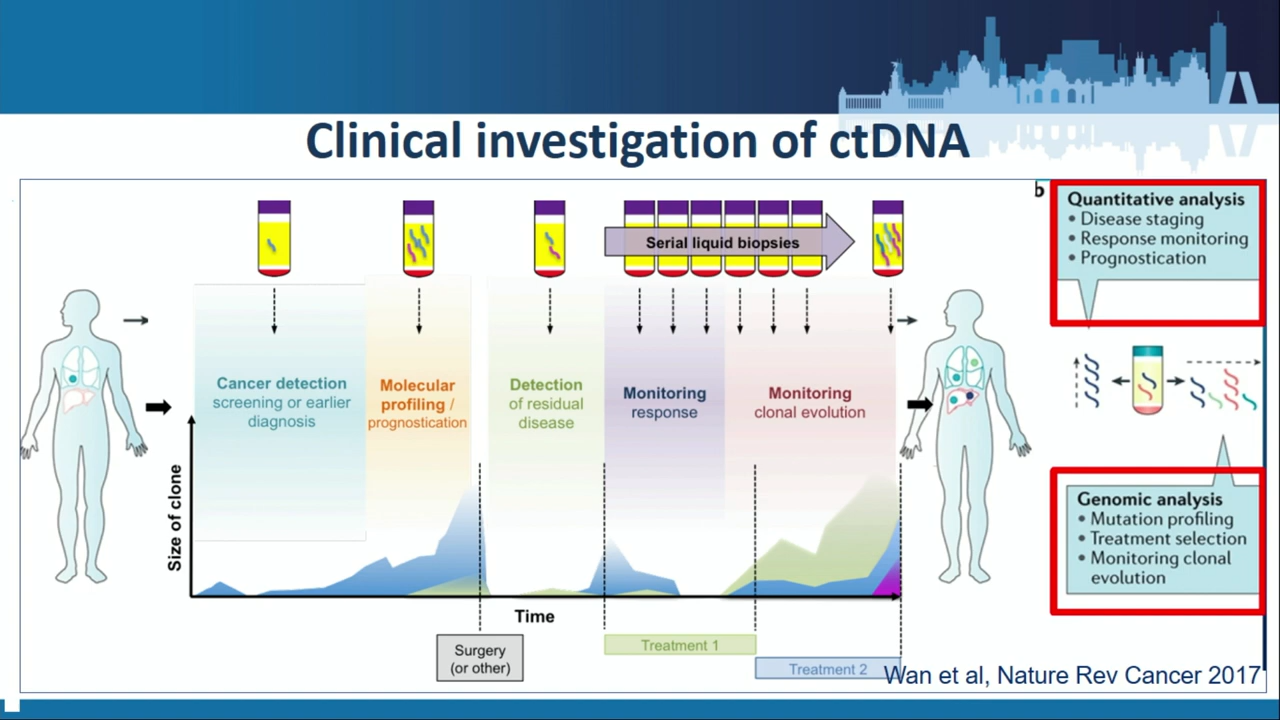 Clinical investigation of ctDNA
Serial liquid biopsies
Cancer detection
screening or earlier
diagnosis
Molecular
profiling /
prognostication
Detection
of residual
disease
Monitoring
response
Monitoring
clonal evolution
Size of clone
Time
Surgery
(or other)
Treatment 1
Treatment 2
b
Quantitative analysis
• Disease staging
• Response monitoring
• Prognostication
Genomic analysis
• Mutation profiling
• Treatment selection
• Monitoring clonal
evolution
Wan et al, Nature Rev Cancer 2017